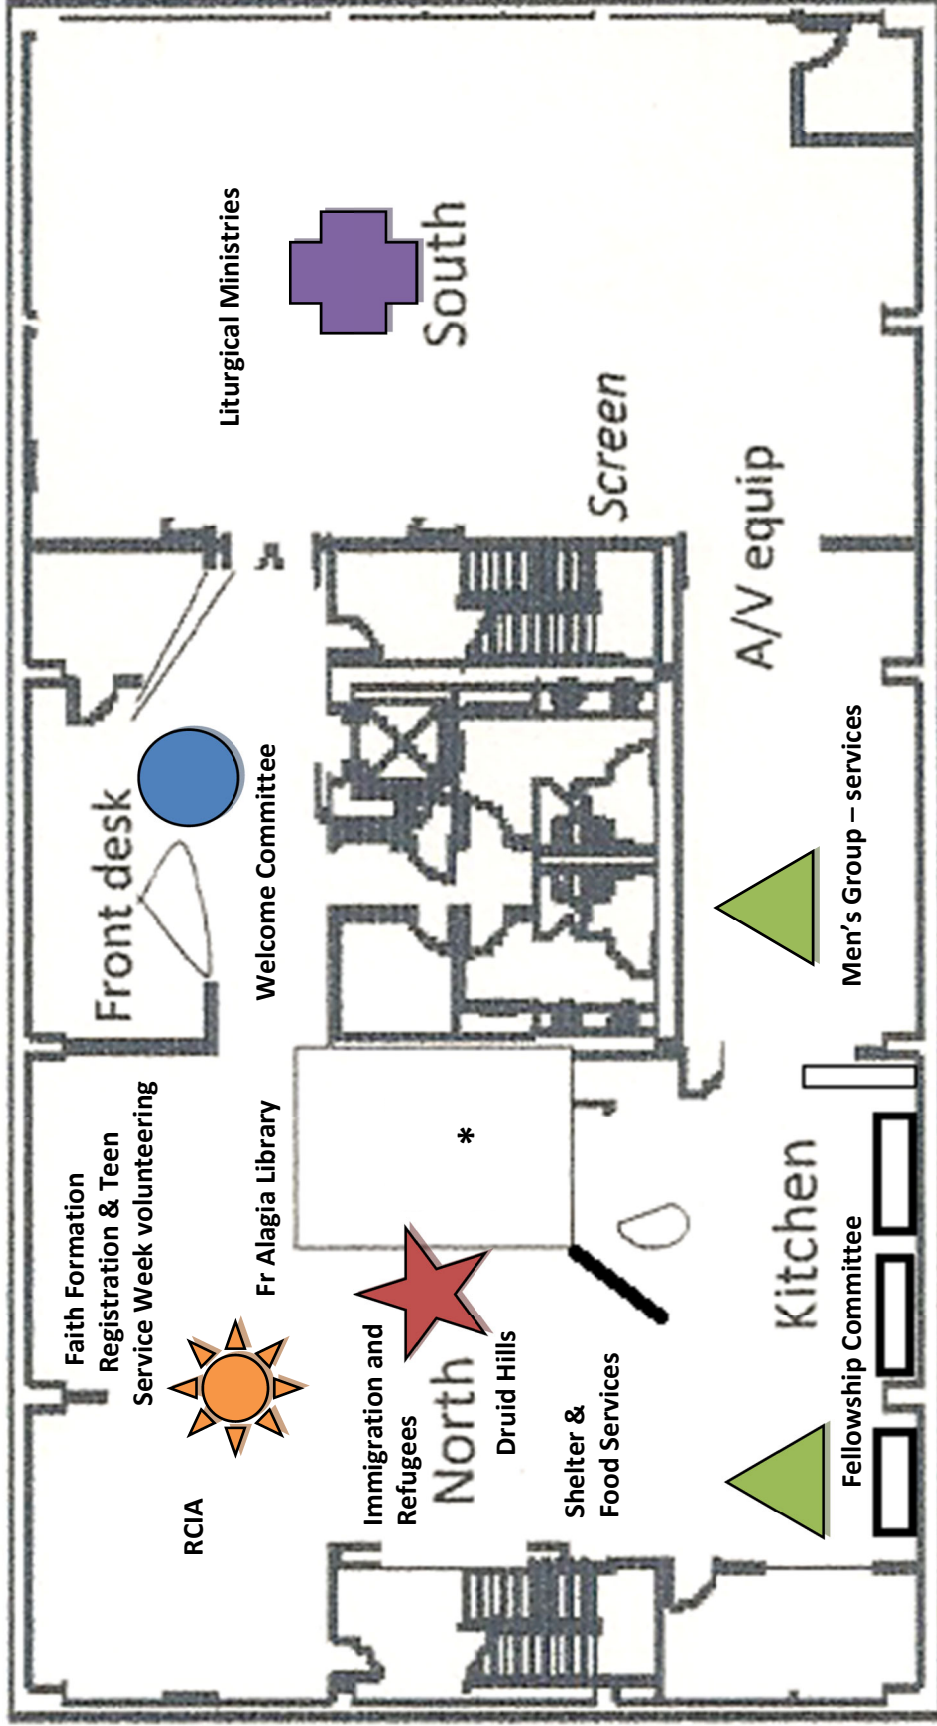 Faith Formation
Registration & Teen
Service Week volunteering
RCIA
Front desk
Welcome Committee
Fr Alagia Library
Liturgical Ministries
South
Immigration and
Refugees
North
Druid Hills
*
Shelter &
Food Services
Screen
A/V equip
Kitchen
Fellowship Committee
Men’s Group – services